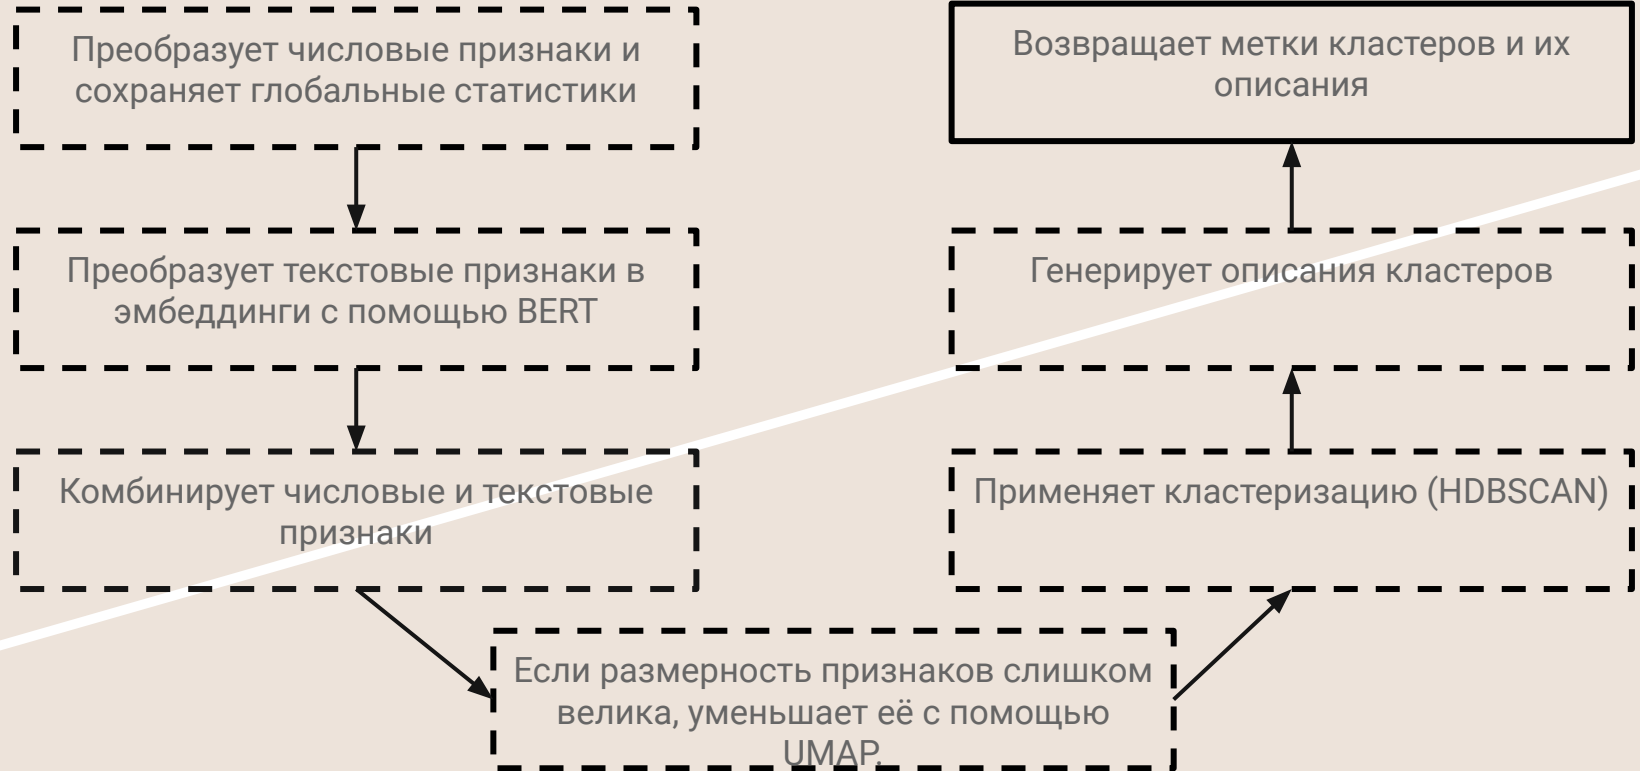 Преобразует числовые признаки и
сохраняет глобальные статистики
Преобразует текстовые признаки в
эмбеддинги с помощью BERT
Комбинирует числовые и текстовые
признаки
Если размерность признаков слишком
велика, уменьшает её с помощью
UMAP.
Применяет кластеризацию (HDBSCAN)
Генерирует описания кластеров
Возвращает метки кластеров и их
описания